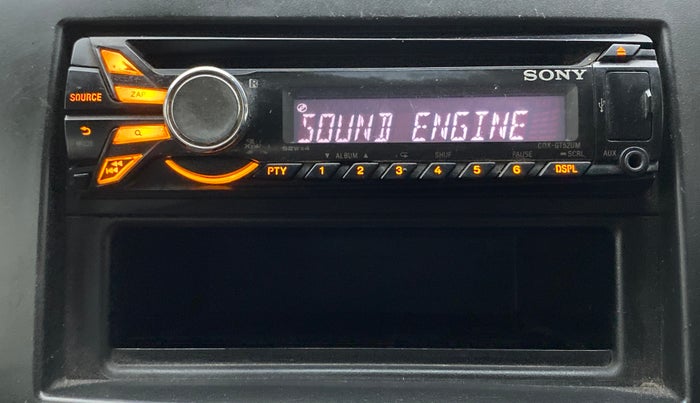 SONY
SOURCE
ZAP
SOUND ENGINE
CDX-GT52UM
ALBUM SHUF PAUSE SCRL AUX
PTY 1 2 3 4 5 6 DSPL